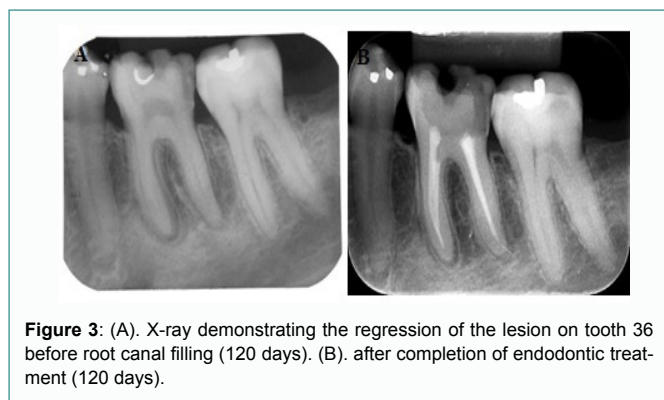 A
B
Figure 3: (A). X-ray demonstrating the regression of the lesion on tooth 36
before root canal filling (120 days). (B). after completion of endodontic treat-
ment (120 days).